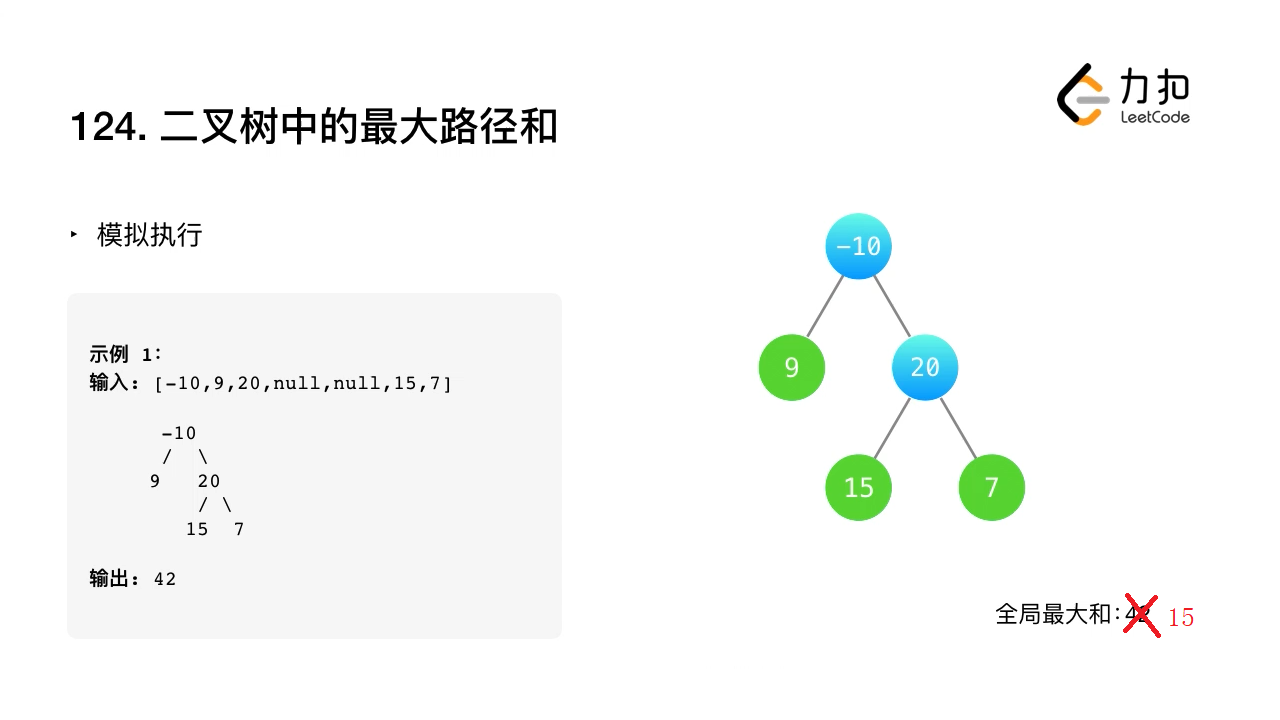 力扣
LeetCode
124. 二叉树中的最大路径和
‣ 模拟执行
示例 1:
输入: [-10,9,20,null,null,15,7]
-10
/ \
9 20
/ \
15 7
输出: 42
-10
9 20
15 7
全局最大和: 42 15